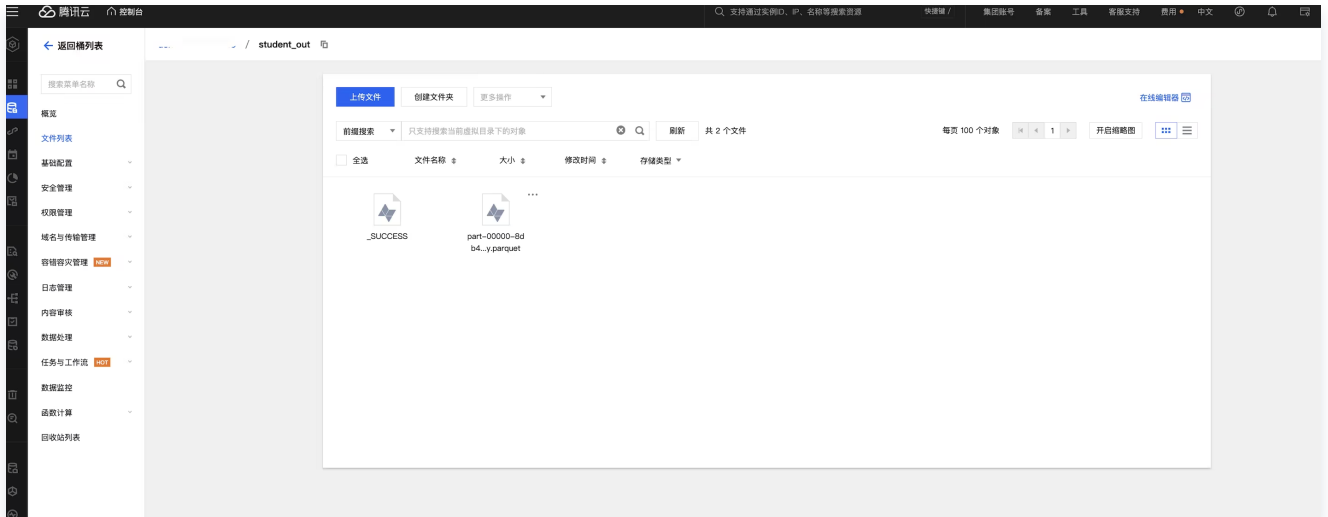 腾讯云 控制台 支持通过实例ID、IP、名称等搜索资源 快捷键 / 集团账号 备案 工具 客服支持 费用 中文
返回桶列表 / student_out
搜索菜单名称
概览
文件列表
基础配置
安全管理
权限管理
域名与传输管理
容错容灾管理 NEW
日志管理
内容审核
数据处理
任务与工作流 HOT
数据监控
函数计算
回收站列表
上传文件 创建文件夹 更多操作 在线编辑器
前缀搜索 只支持搜索当前虚拟目录下的对象 刷新 共 2 个文件 每页 100 个对象 1 开启缩略图
全选 文件名称 大小 修改时间 存储类型
_SUCCESS
part-00000-8d
b4...y.parquet